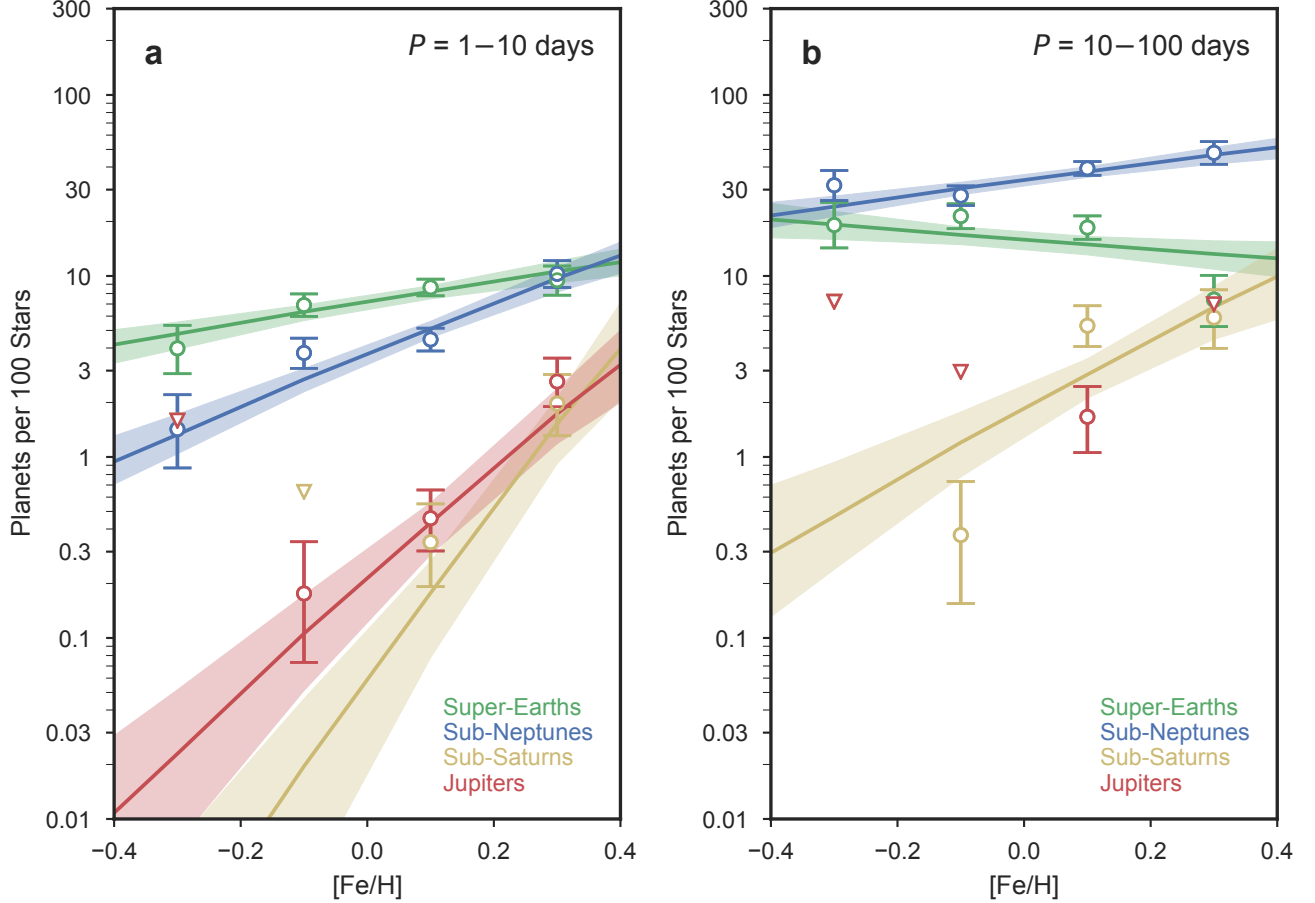 a
P = 1−10 days
300
100
30
10
3
1
0.3
0.1
0.03
0.01
Planets per 100 Stars
Super-Earths
Sub-Neptunes
Sub-Saturns
Jupiters
−0.4
−0.2
0.0
0.2
0.4
[Fe/H]
b
P = 10−100 days
300
100
30
10
3
1
0.3
0.1
0.03
0.01
Planets per 100 Stars
Super-Earths
Sub-Neptunes
Sub-Saturns
Jupiters
−0.4
−0.2
0.0
0.2
0.4
[Fe/H]